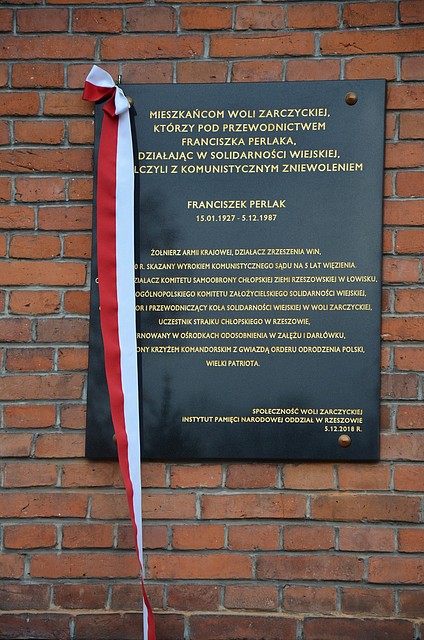 MIESZKAŃCOM WOLI ZARCZYCKIEJ,
KTÓRZY POD PRZEWODNICTWEM
FRANCISZKA PERLAKA,
DZIAŁAJĄC W SOLIDARNOŚCI WIEJSKIEJ,
Z KOMUNISTYCZNYM ZNIEWOLENIEM
FRANCISZEK PERLAK
15.01.1927 - 5.12.1987
ŻOŁNIERZ ARMII KRAJOWEJ, DZIAŁACZ ZRZESZENIA WIN,
R. SKAZANY WYROKIEM KOMUNISTYCZNEGO SĄDU NA 5 LAT WIĘZIENIA.
DZIAŁACZ KOMITETU SAMOOBRONY CHŁOPSKIEJ ZIEMI RZESZOWSKIEJ W ŁOWISKU,
OGÓLNOPOLSKIEGO KOMITETU ZAŁOŻYCIELSKIEGO SOLIDARNOŚCI WIEJSKIEJ,
I PRZEWODNICZĄCY KOŁA SOLIDARNOŚCI WIEJSKIEJ W WOLI ZARCZYCKIEJ,
UCZESTNIK STRAJKU CHŁOPSKIEGO W RZESZOWIE,
W OŚRODKACH ODOSOBNIENIA W ZAŁĘŻU I DARŁÓWKU,
KRZYŻEM KOMANDORSKIM Z GWIAZDĄ ORDERU ODRODZENIA POLSKI,
WIELKI PATRIOTA.
SPOŁECZNOŚĆ WOLI ZARCZYCKIEJ
INSTYTUT PAMIĘCI NARODOWEJ ODDZIAŁ W RZESZOWIE
5.12.2018 R.